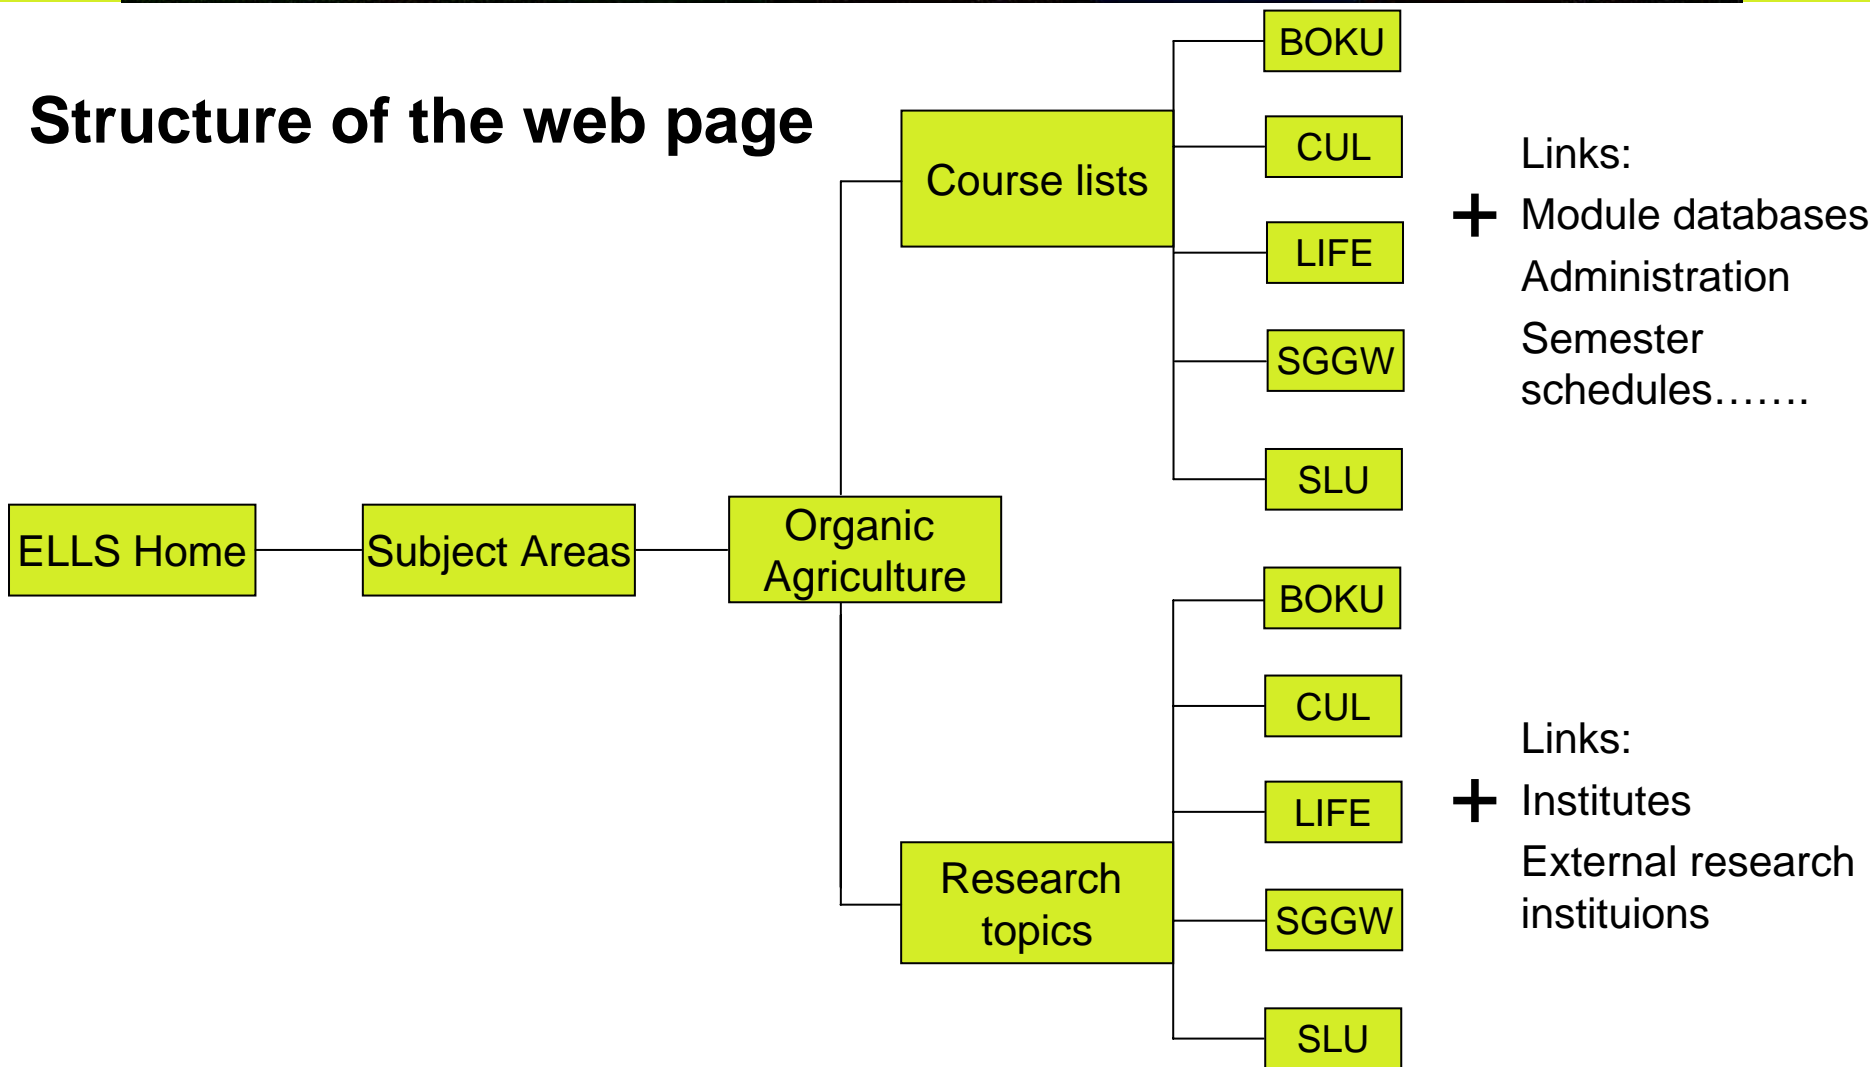 Structure of the web page
BOKU
CUL
LIFE
SGGW
SLU
Course lists
Links:
+ Module databases
Administration
Semester
schedules…….
ELLS Home
Subject Areas
Organic
Agriculture
BOKU
CUL
LIFE
SGGW
SLU
Research
topics
Links:
+ Institutes
External research
instituions